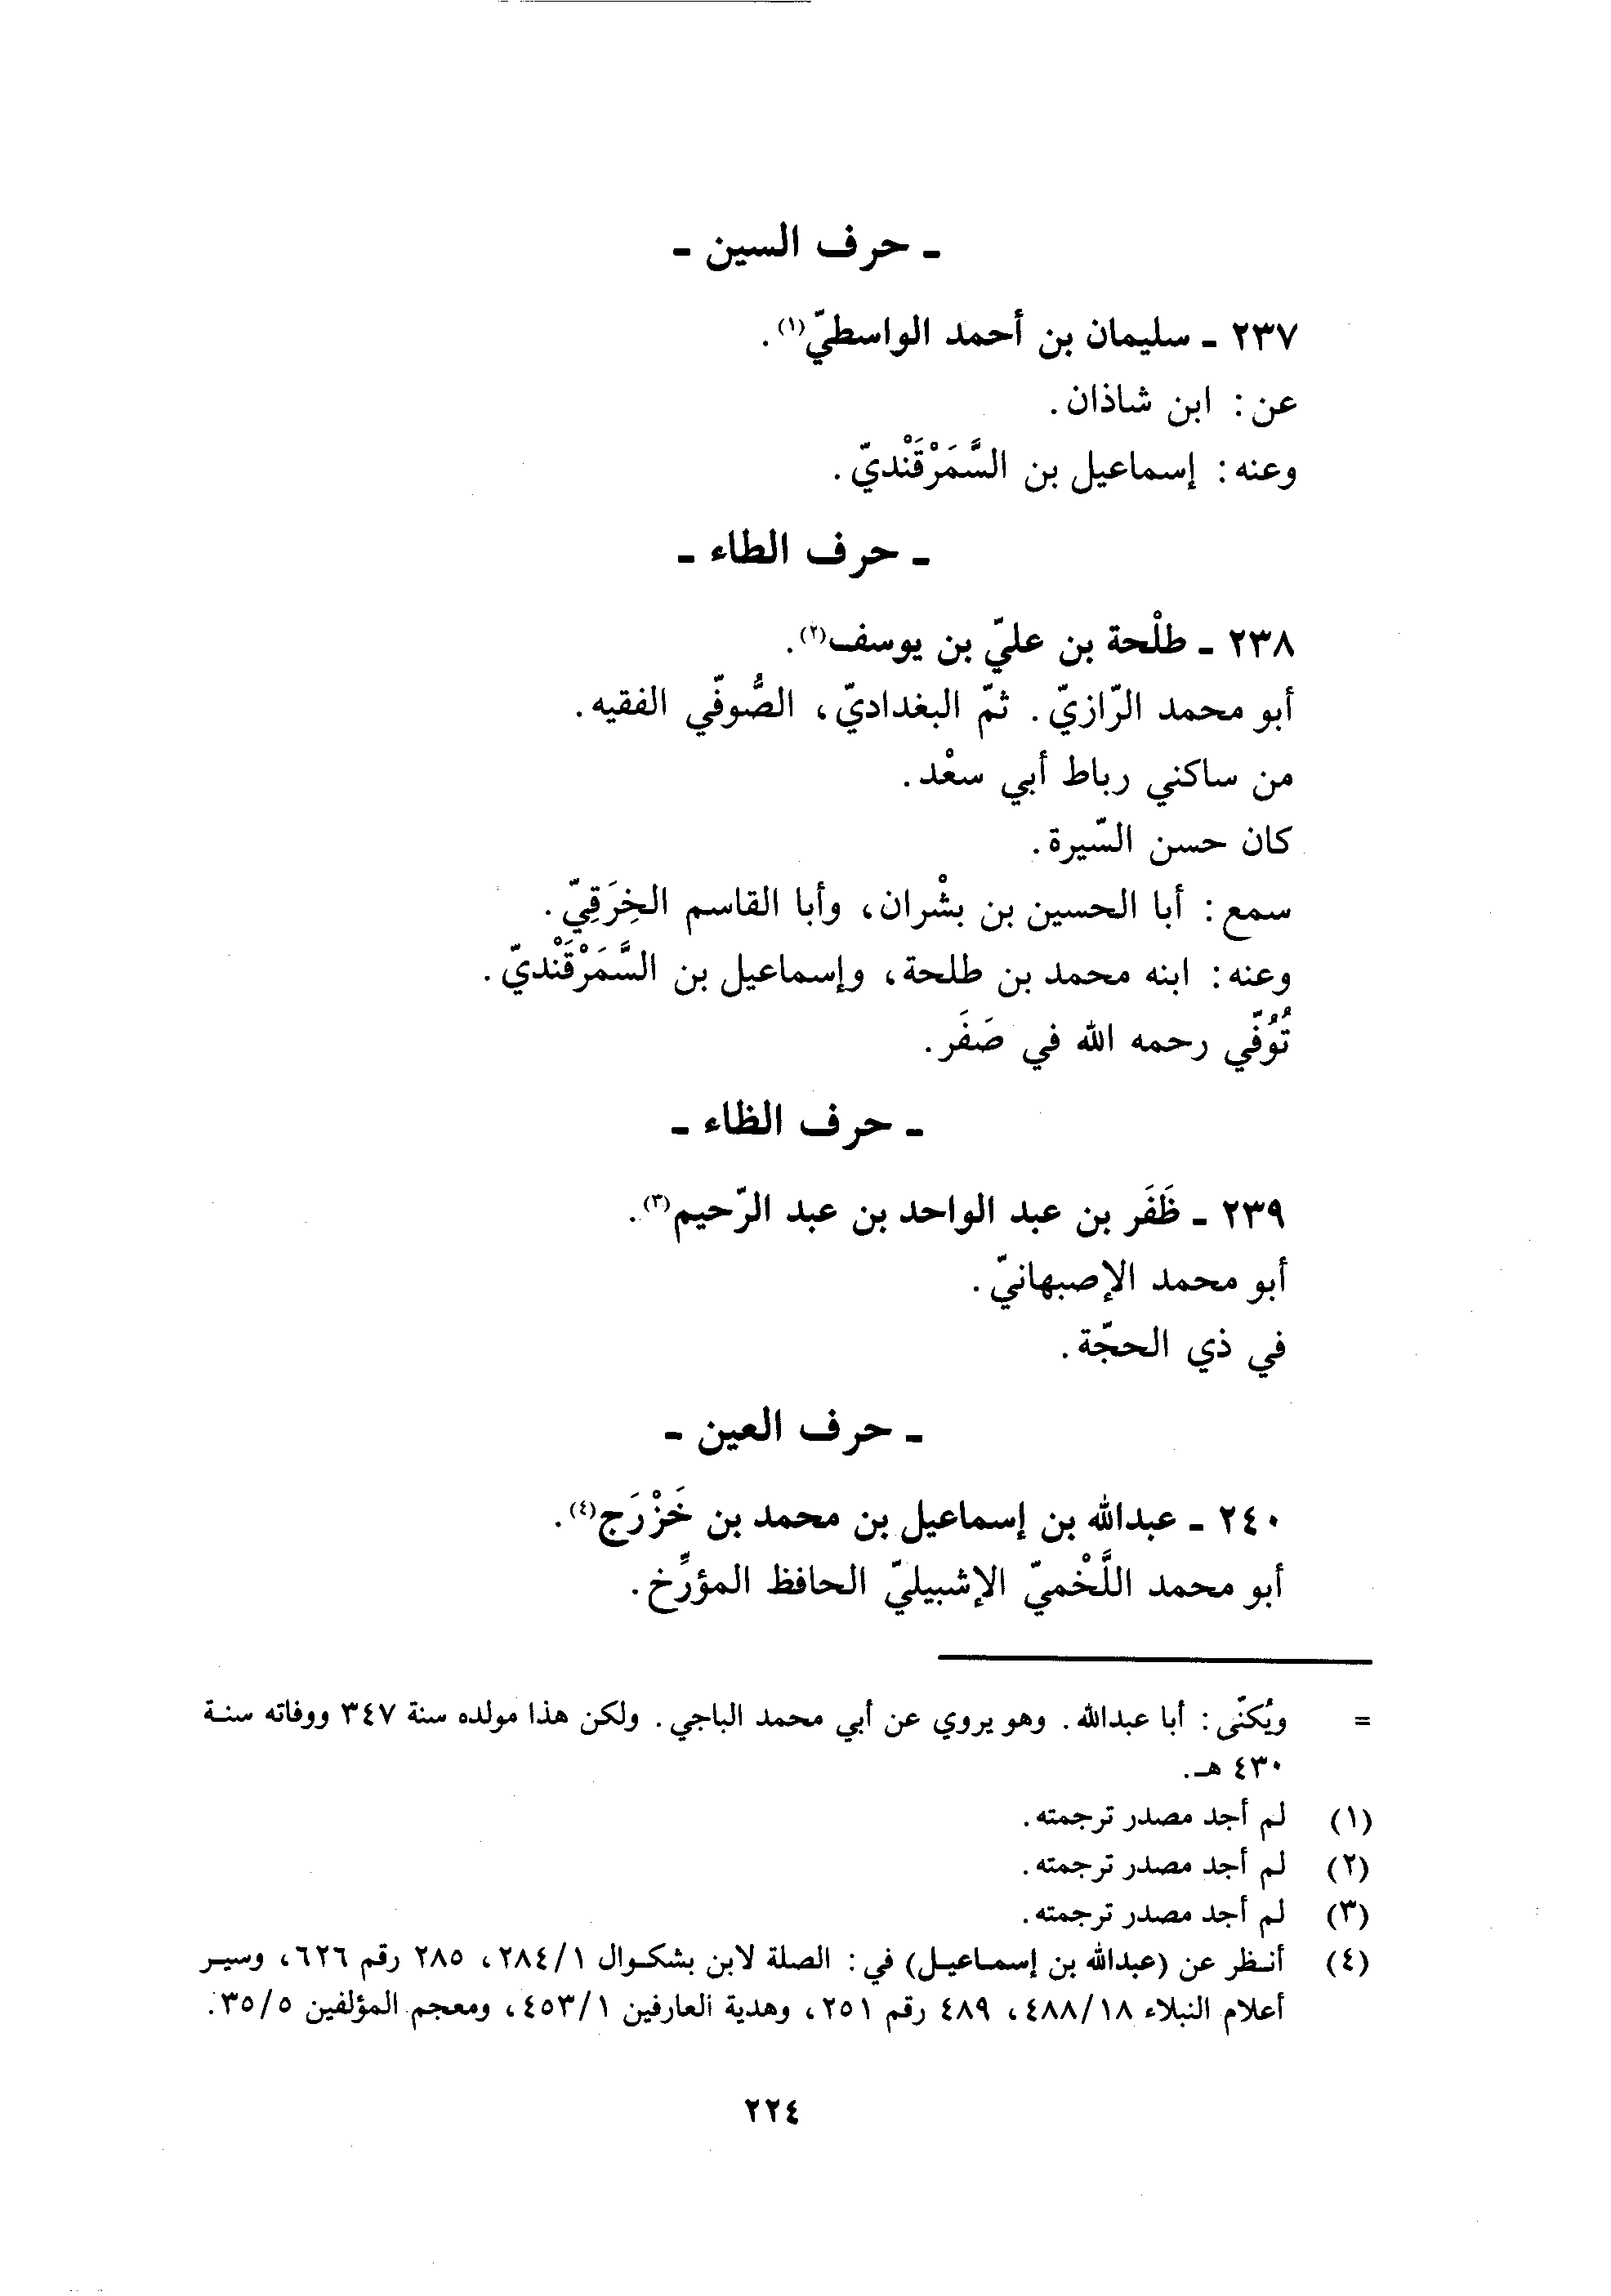 ـ حرف السين ـ
٢٣٧ ـ سليمان بن أحمد الواسطيّ(١).
عن: ابن شاذان.
وعنه: إسماعيل بن السَّمَرْقَنْديّ.
ـ حرف الطاء ـ
٢٣٨ ـ طلْحة بن عليّ بن يوسف(٢).
أبو محمد الرّازيّ. ثمّ البغداديّ، الصُّوفّي الفقيه.
من ساكني رباط أبي سعْد.
كان حسن السّيرة.
سمع: أبا الحسين بن بشْران، وأبا القاسم الخِرَقِيّ.
وعنه: ابنه محمد بن طلحة، وإسماعيل بن السَّمَرْقَنْديّ.
تُوُفّي رحمه الله في صَفَر.
ـ حرف الظاء ـ
٢٣٩ ـ ظَفَر بن عبد الواحد بن عبد الرّحيم(٣).
أبو محمد الإصبهانيّ.
في ذي الحجّة.
ـ حرف العين ـ
٢٤٠ ـ عبدالله بن إسماعيل بن محمد بن خَزْرَج(٤).
أبو محمد اللَّخْميّ الإشبيليّ الحافظ المؤرِّخ.
= ويُكنّى: أبا عبدالله. وهو يروي عن أبي محمد الباجي. ولكن هذا مولده سنة ٣٤٧ ووفاته سنة
٤٣٠ هـ.
(١) لم أجد مصدر ترجمته.
(٢) لم أجد مصدر ترجمته.
(٣) لم أجد مصدر ترجمته.
(٤) أنظر عن (عبدالله بن إسماعيل) في: الصلة لابن بشكوال ٢٨٤/١، ٢٨٥ رقم ٦٢٦، وسير
أعلام النبلاء ٤٨٨/١٨، ٤٨٩ رقم ٢٥١، وهدية العارفين ٤٥٣/١، ومعجم المؤلفين ٣٥/٥.
٢٢٤